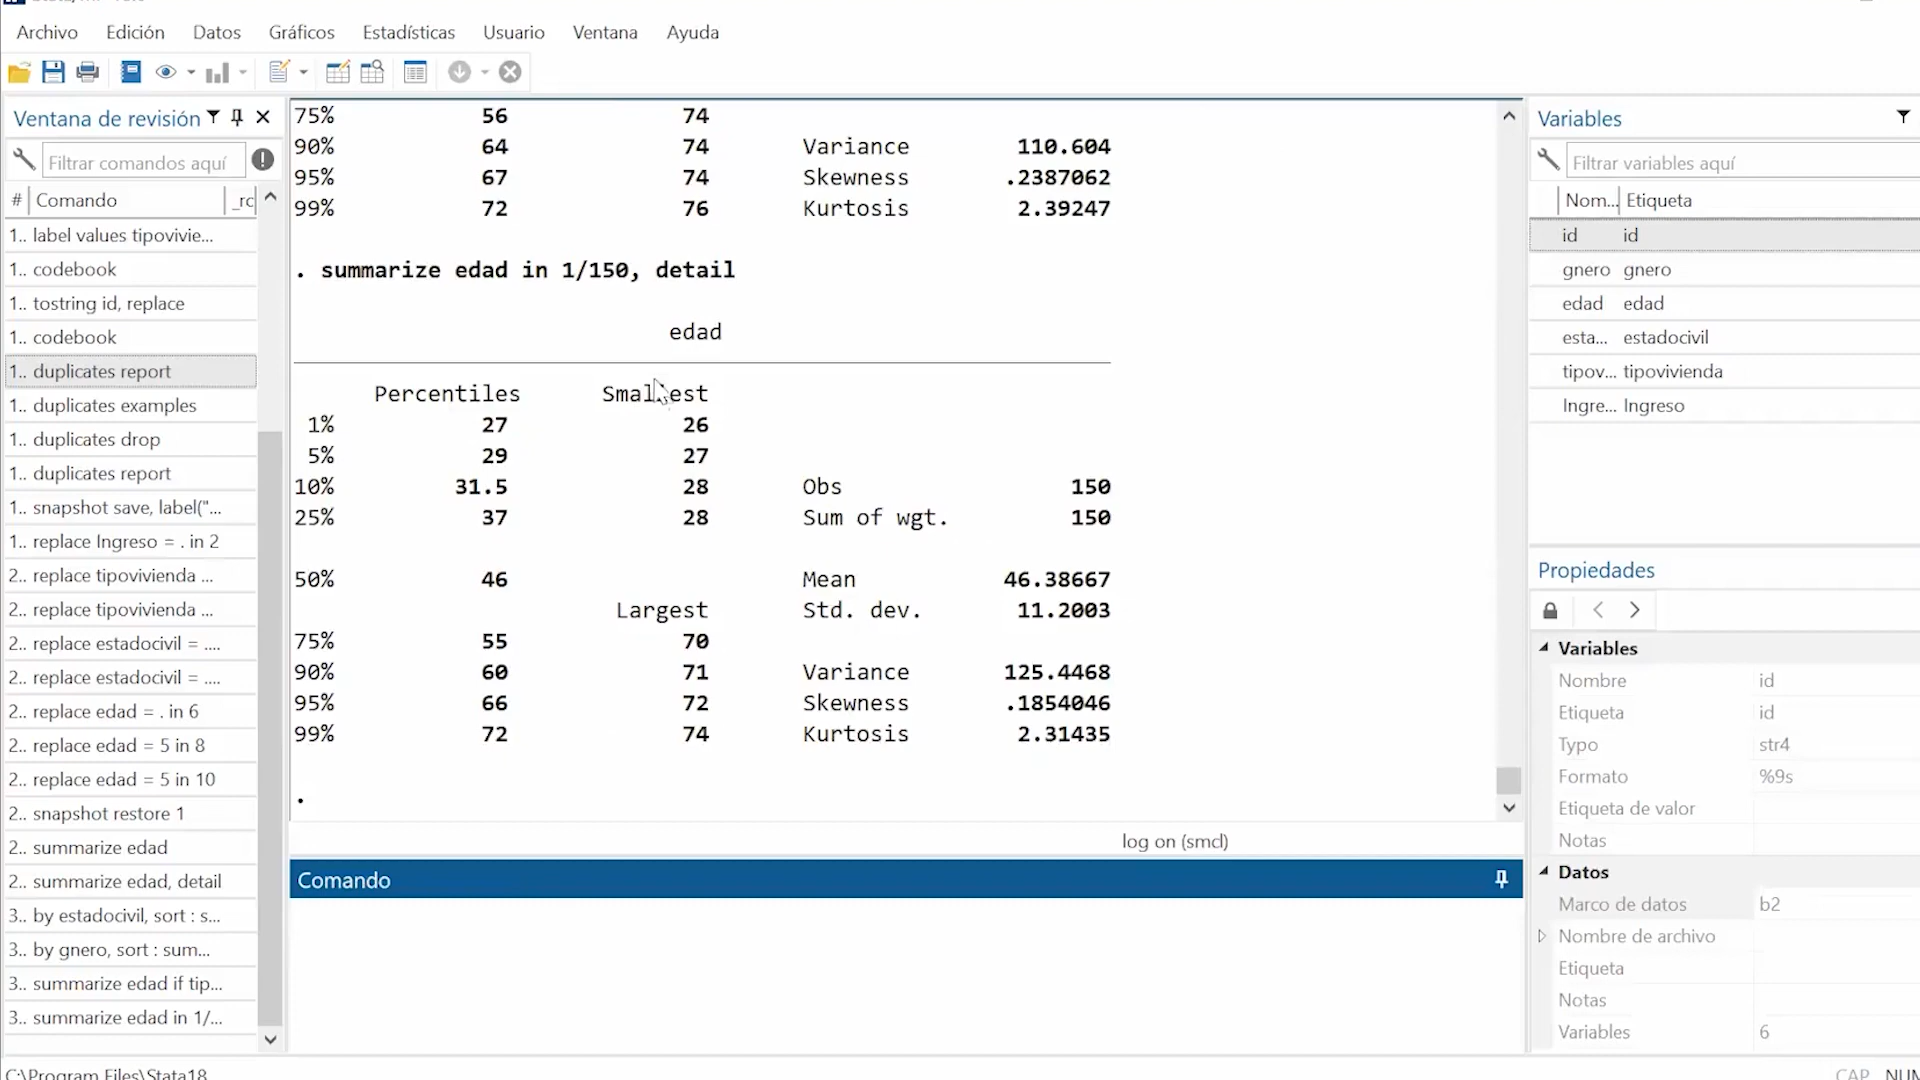 Archivo Edición Datos Gráficos Estadísticas Usuario Ventana Ayuda
Ventana de revisión
Filtrar comandos aquí
# Comando _rc
1.. label values tipovivie...
1.. codebook
1.. tostring id, replace
1.. codebook
1.. duplicates report
1.. duplicates examples
1.. duplicates drop
1.. duplicates report
1.. snapshot save, label("...
1.. replace Ingreso = . in 2
2.. replace tipovivienda ...
2.. replace tipovivienda ...
2.. replace estadocivil = ....
2.. replace estadocivil = ....
2.. replace edad = . in 6
2.. replace edad = 5 in 8
2.. replace edad = 5 in 10
2.. snapshot restore 1
2.. summarize edad
2.. summarize edad, detail
3.. by estadocivil, sort : s...
3.. by gnero, sort : sum...
3.. summarize edad if tip...
3.. summarize edad in 1/...
75% 56 74
90% 64 74 Variance 110.604
95% 67 74 Skewness .2387062
99% 72 76 Kurtosis 2.39247
. summarize edad in 1/150, detail
edad
Percentiles Smallest
1% 27 26
5% 29 27
10% 31.5 28 Obs 150
25% 37 28 Sum of wgt. 150
50% 46 Mean 46.38667
Largest Std. dev. 11.2003
75% 55 70
90% 60 71 Variance 125.4468
95% 66 72 Skewness .1854046
99% 72 74 Kurtosis 2.31435
.
log on (smcl)
Comando
Variables
Filtrar variables aquí
Nom... Etiqueta
id id
gnero gnero
edad edad
esta... estadocivil
tipov... tipovivienda
Ingre... Ingreso
Propiedades
Variables
Nombre id
Etiqueta id
Typo str4
Formato %9s
Etiqueta de valor
Notas
Datos
Marco de datos b2
Nombre de archivo
Etiqueta
Notas
Variables 6
C:\Program Files\Stata18
CAP NUM